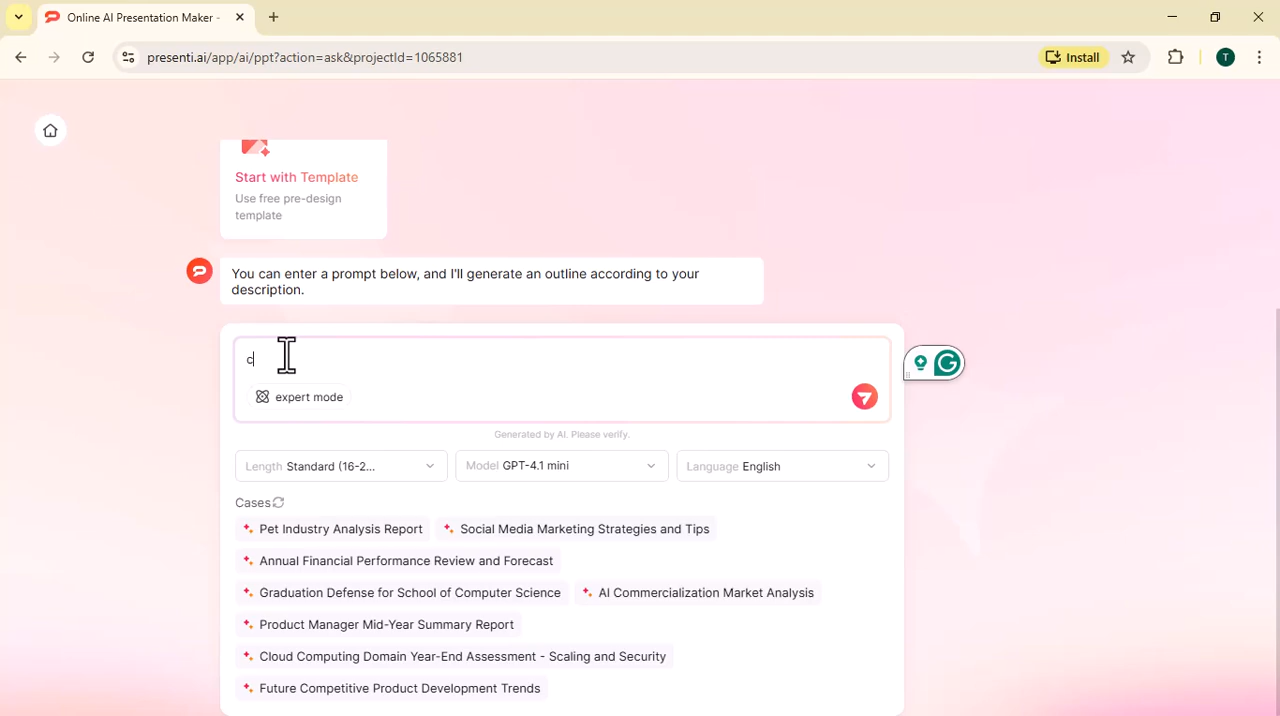 Online AI Presentation Maker -
presenti.ai/app/ai/ppt?action=ask&projectId=1065881
Install
T
Start with Template
Use free pre-design
template
You can enter a prompt below, and I'll generate an outline according to your
description.
c
expert mode
Generated by AI. Please verify.
Length Standard (16-2...
Model GPT-4.1 mini
Language English
Cases
Pet Industry Analysis Report
Social Media Marketing Strategies and Tips
Annual Financial Performance Review and Forecast
Graduation Defense for School of Computer Science
AI Commercialization Market Analysis
Product Manager Mid-Year Summary Report
Cloud Computing Domain Year-End Assessment - Scaling and Security
Future Competitive Product Development Trends